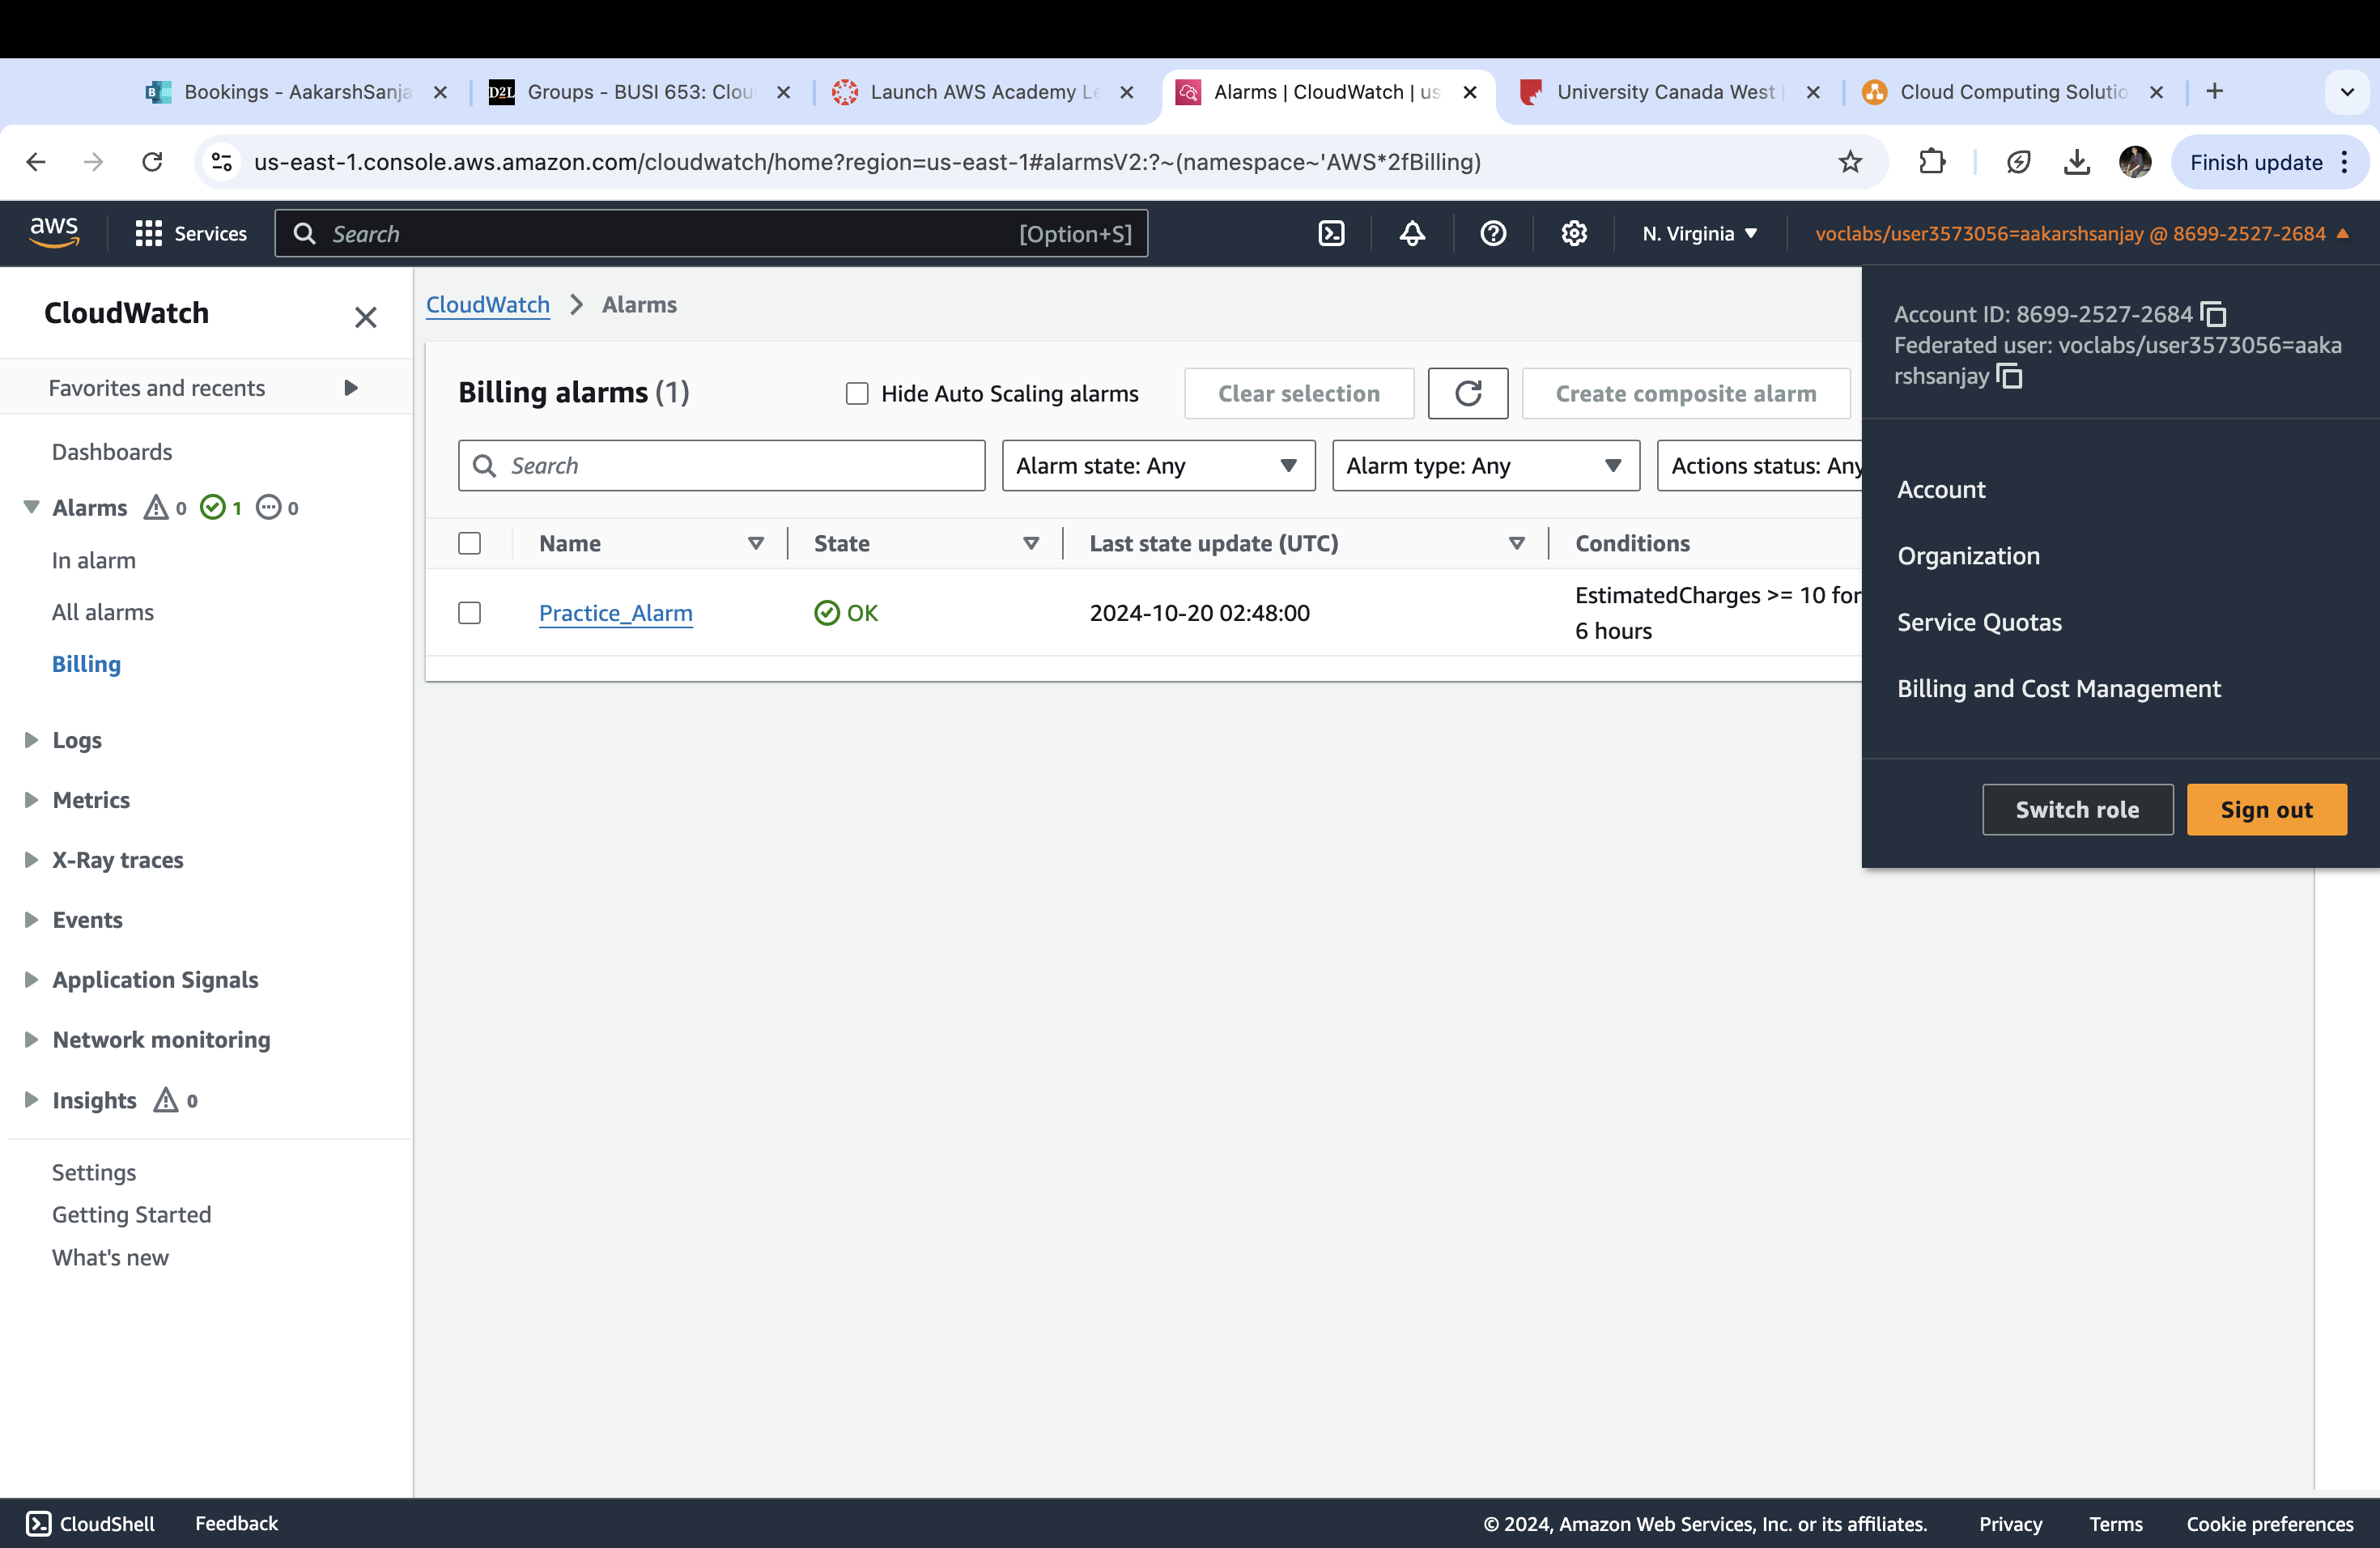 Bookings - AakarshSanja
D2L Groups - BUSI 653: Clou
Launch AWS Academy Le
Alarms | CloudWatch | us
University Canada West |
Cloud Computing Solutio
us-east-1.console.aws.amazon.com/cloudwatch/home?region=us-east-1#alarmsV2:?~(namespace~'AWS*2fBilling)
Finish update
aws
Services
Search [Option+S]
N. Virginia
voclabs/user3573056=aakarshsanjay @ 8699-2527-2684
Account ID: 8699-2527-2684
Federated user: voclabs/user3573056=aaka
rshsanjay
Account
Organization
Service Quotas
Billing and Cost Management
Switch role
Sign out
CloudWatch
Favorites and recents
Dashboards
Alarms 0 1 0
In alarm
All alarms
Billing
Logs
Metrics
X-Ray traces
Events
Application Signals
Network monitoring
Insights 0
Settings
Getting Started
What's new
CloudWatch > Alarms
Billing alarms (1)
Hide Auto Scaling alarms
Clear selection
Create composite alarm
Search
Alarm state: Any
Alarm type: Any
Actions status: Any
Name State Last state update (UTC) Conditions
Practice_Alarm OK 2024-10-20 02:48:00 EstimatedCharges >= 10 for
6 hours
CloudShell Feedback
© 2024, Amazon Web Services, Inc. or its affiliates. Privacy Terms Cookie preferences